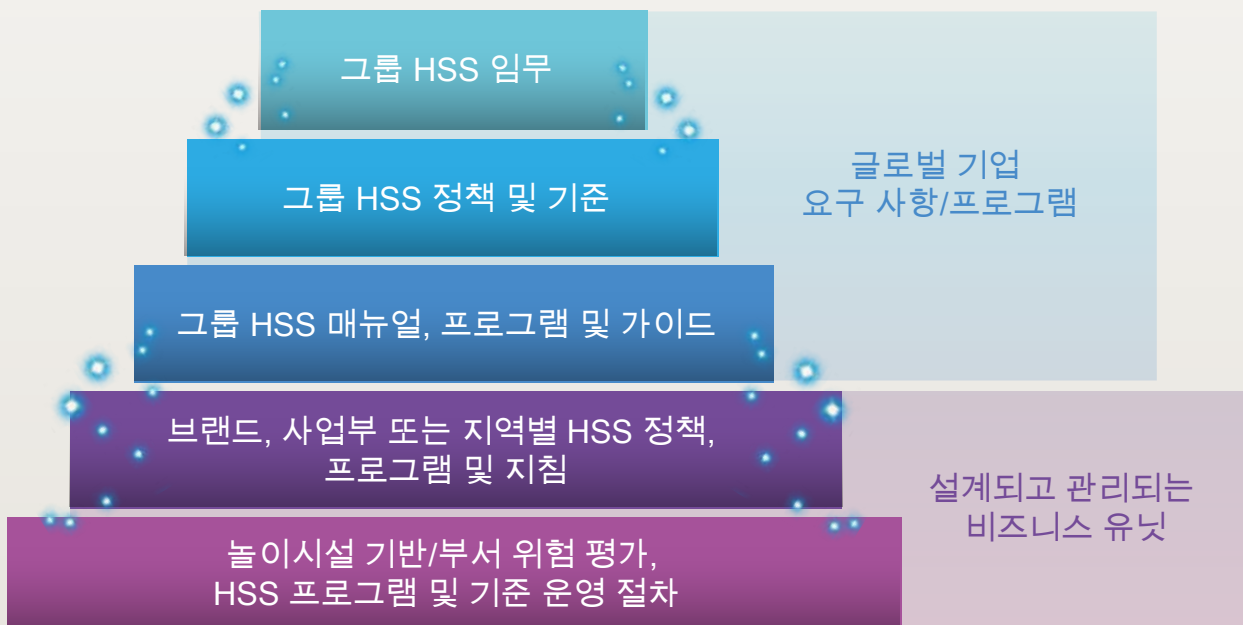 그룹 HSS 임무
그룹 HSS 정책 및 기준
글로벌 기업
요구 사항/프로그램
그룹 HSS 매뉴얼, 프로그램 및 가이드
브랜드, 사업부 또는 지역별 HSS 정책,
프로그램 및 지침
설계되고 관리되는
비즈니스 유닛
놀이시설 기반/부서 위험 평가,
HSS 프로그램 및 기준 운영 절차